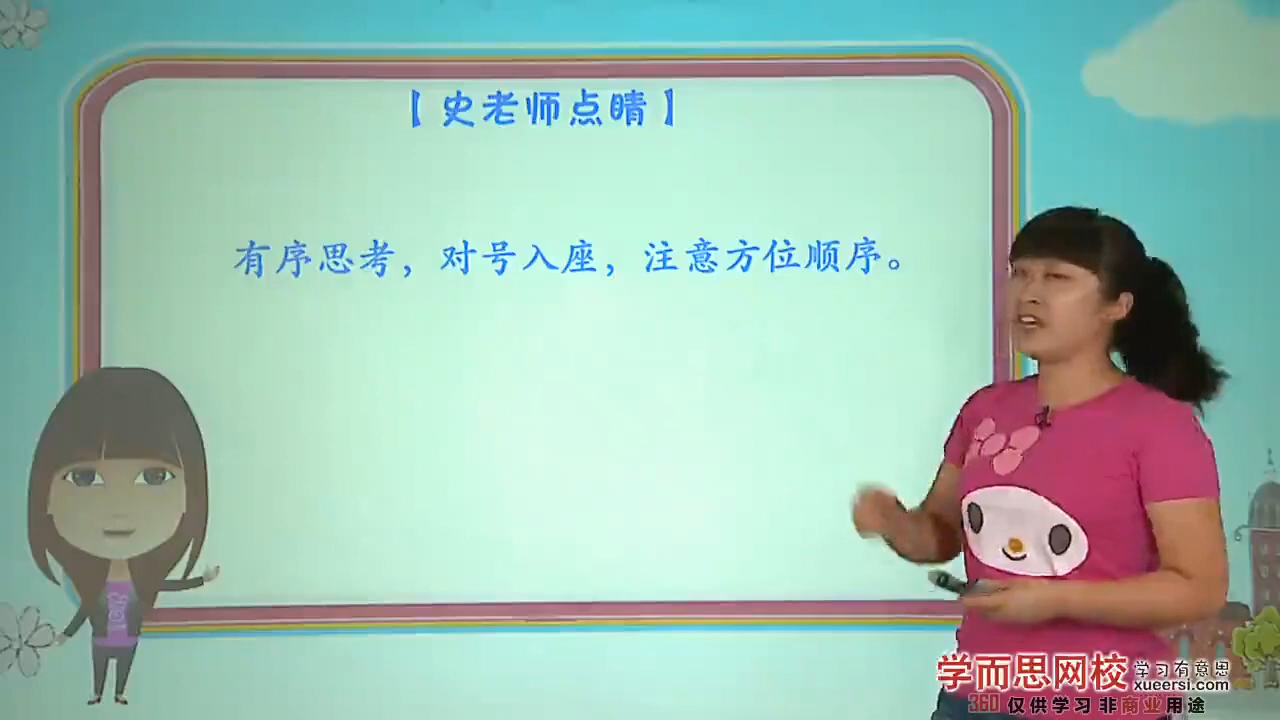 【史老师点睛】
有序思考，对号入座，注意方位顺序。
学而思网校 学习有意思
xueersi.com
360 仅供学习 非商业用途